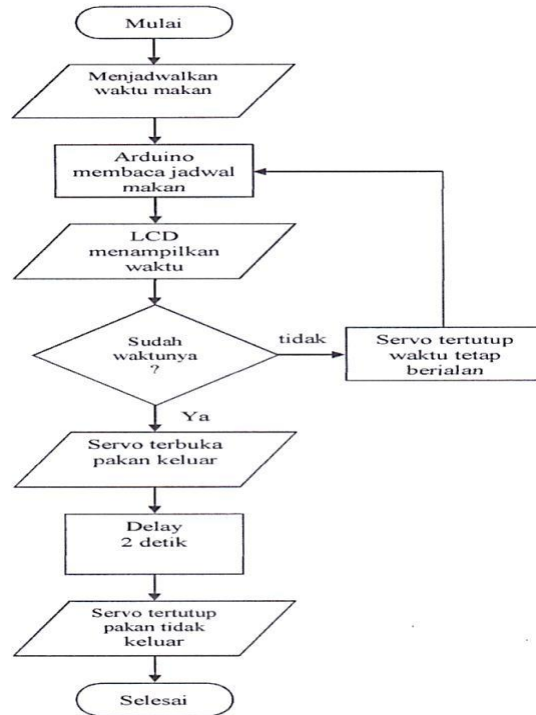 Mulai
Menjadwalkan
waktu makan
Arduino
membaca jadwal
makan
LCD
menampilkan
waktu
Sudah
waktunya
?
tidak
Servo tertutup
waktu tetap
berjalan
Ya
Servo terbuka
pakan keluar
Delay
2 detik
Servo tertutup
pakan tidak
keluar
Selesai